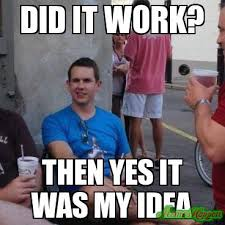 DID IT WORK?
THEN YES IT
WAS MY IDEA